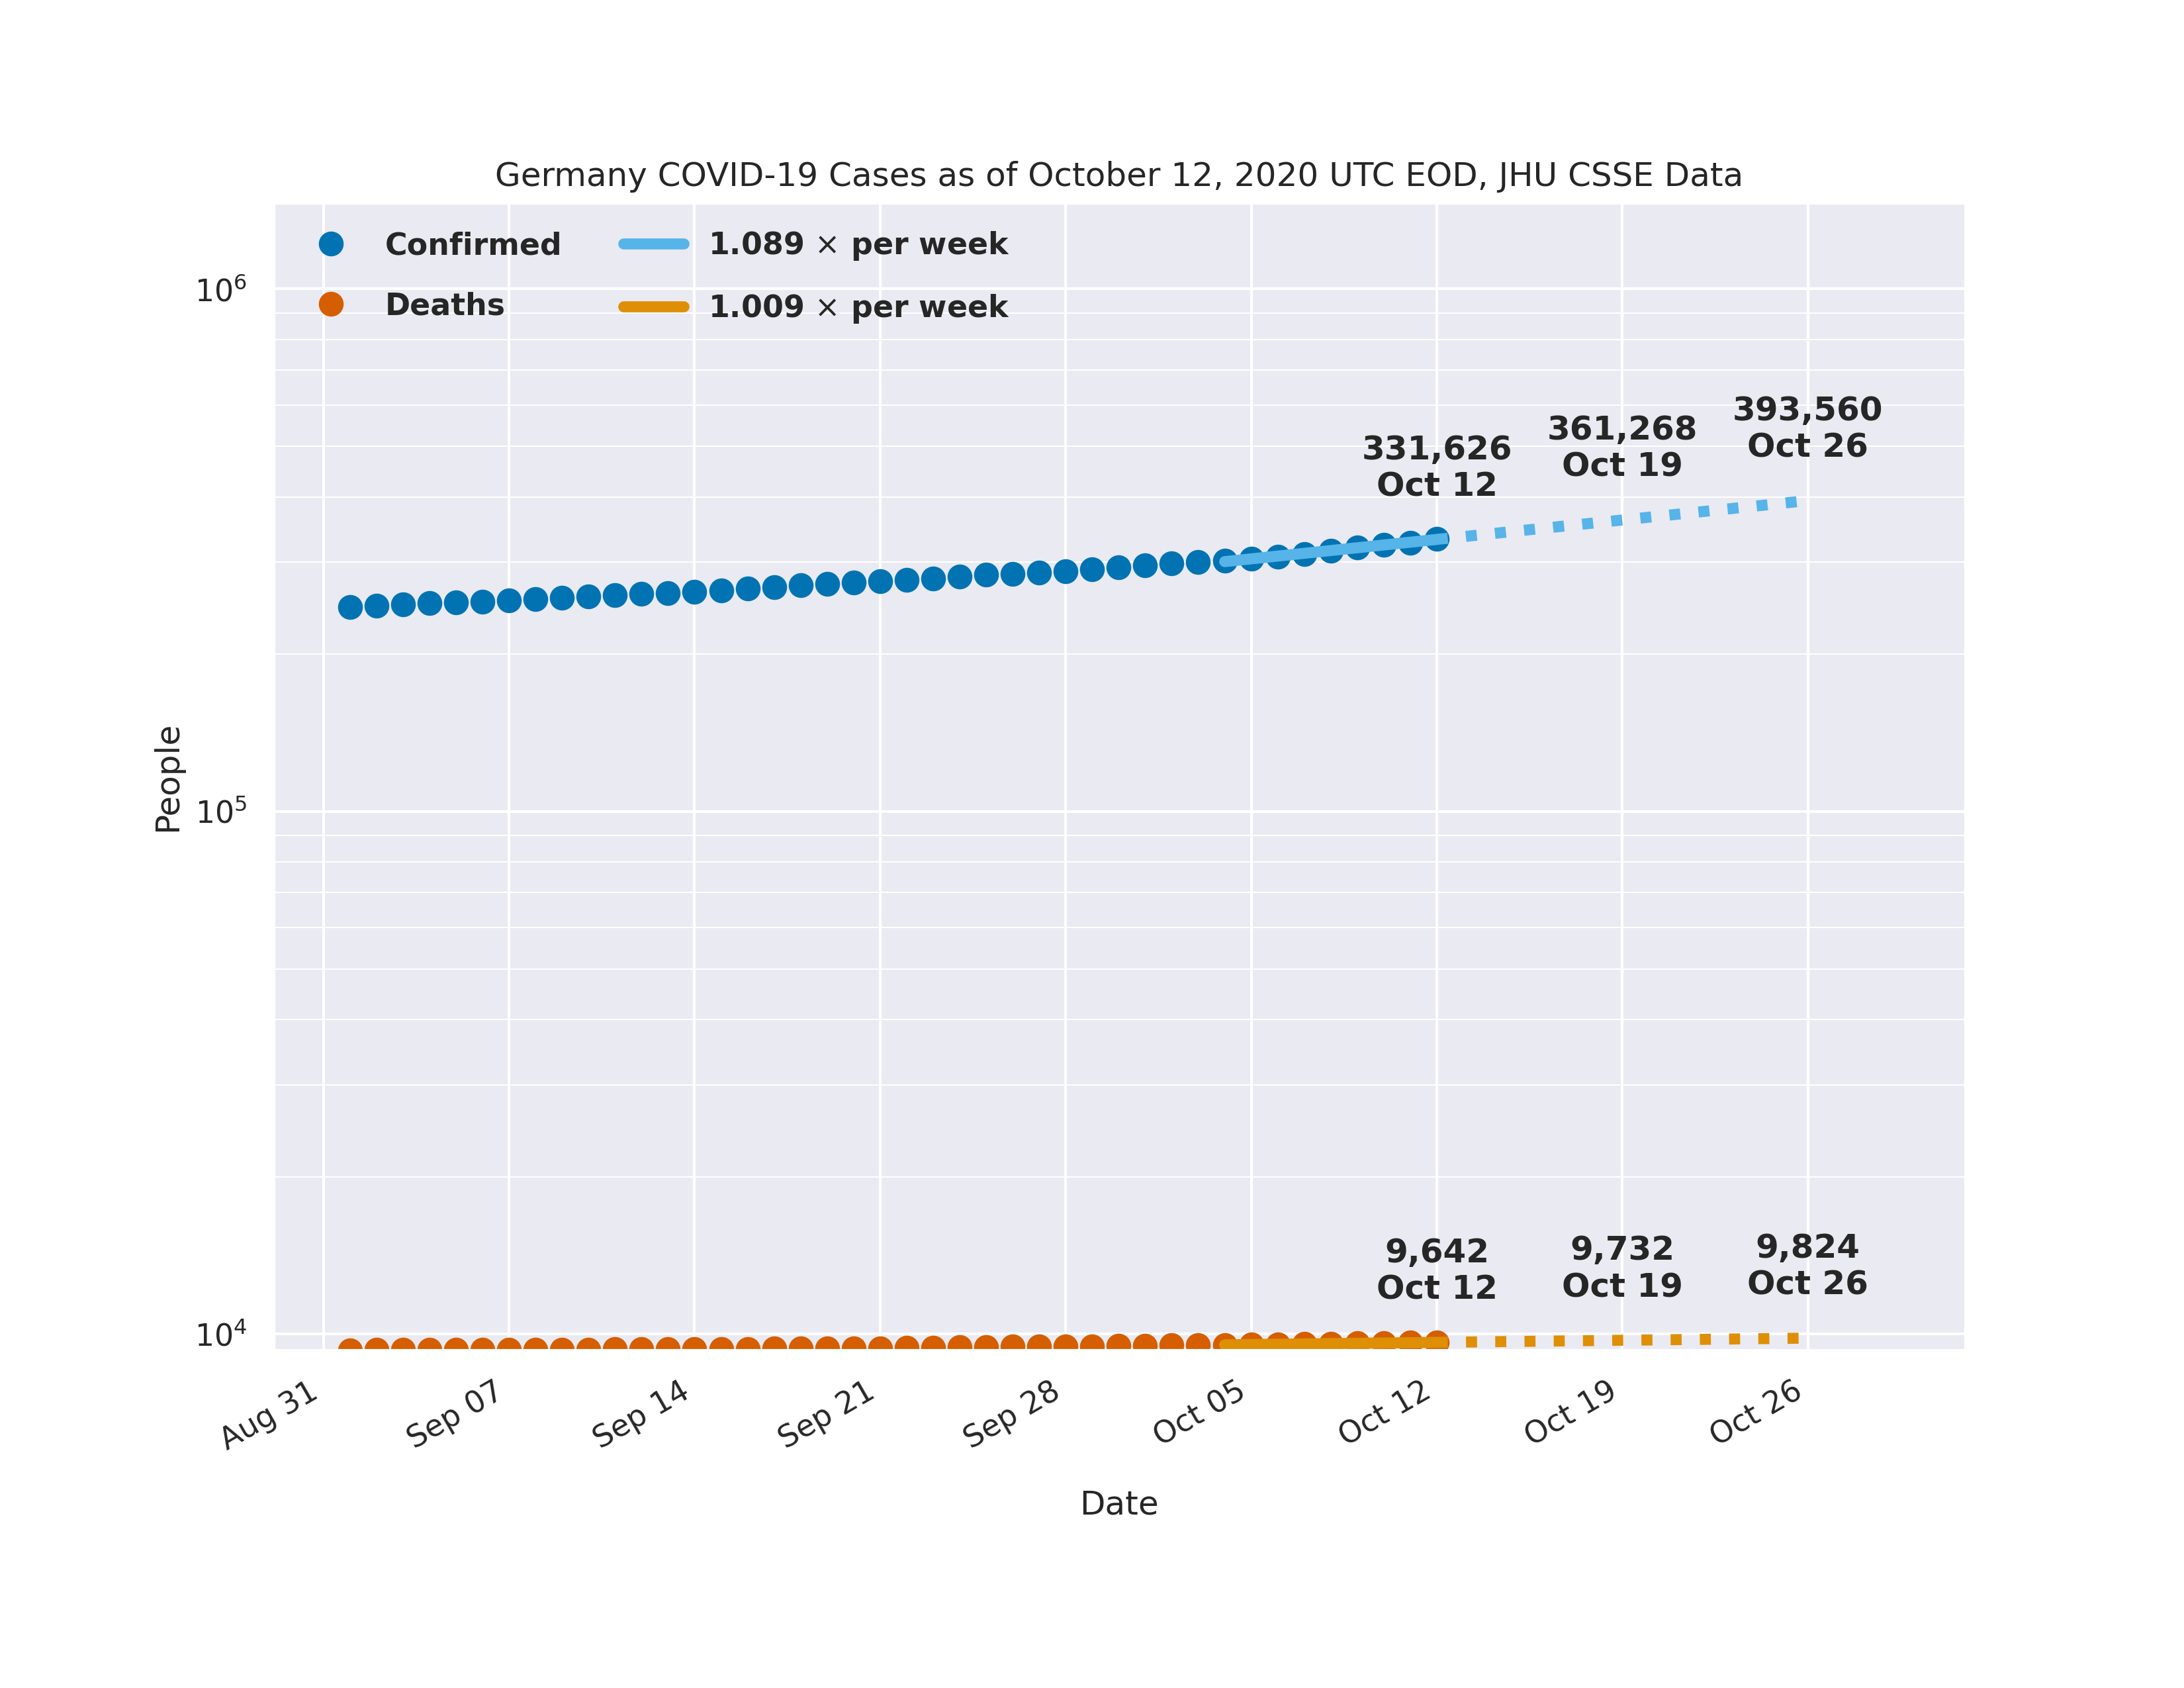 Germany COVID-19 Cases as of October 12, 2020 UTC EOD, JHU CSSE Data
Confirmed
Deaths
1.089 × per week
1.009 × per week
10⁶
10⁵
10⁴
People
331,626
Oct 12
361,268
Oct 19
393,560
Oct 26
9,642
Oct 12
9,732
Oct 19
9,824
Oct 26
Aug 31
Sep 07
Sep 14
Sep 21
Sep 28
Oct 05
Oct 12
Oct 19
Oct 26
Date